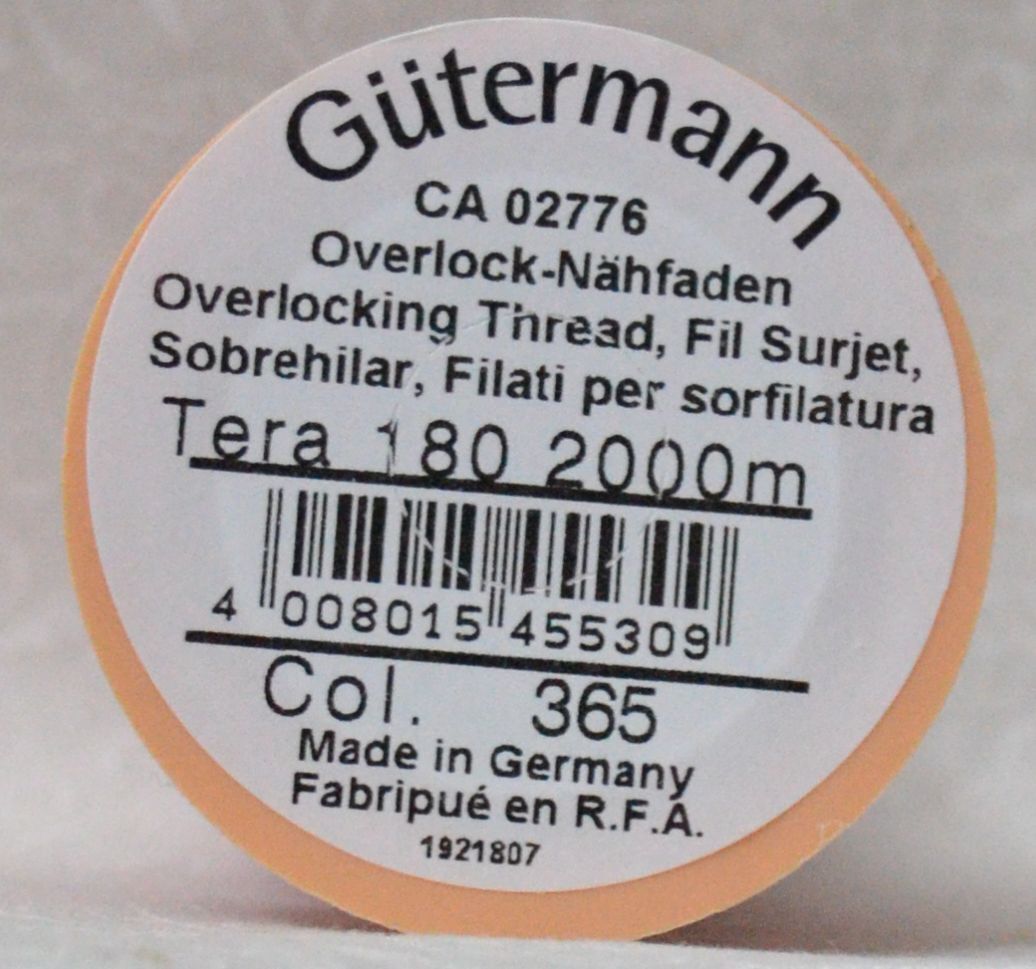 Gütermann
CA 02776
Overlock-Nähfaden
Overlocking Thread, Fil Surjet,
Sobrehilar, Filati per sorfilatura
Tera 180 2000m
4 008015 455309
Col. 365
Made in Germany
Fabripué en R.F.A.
1921807